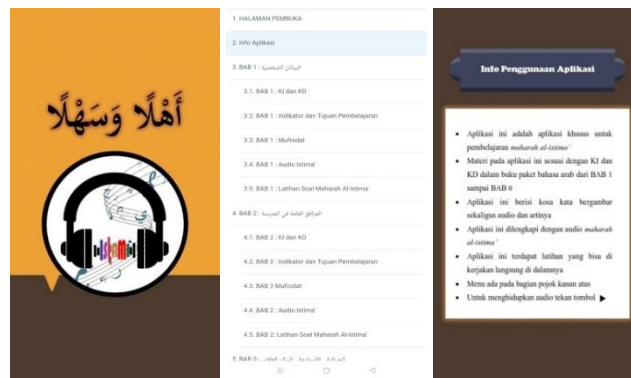 أَهْلًا وَسَهْلًا
1. HALAMAN PEMBUKA
2. Info Aplikasi
3. BAB 1 : البيانات الشخصية
3.1. BAB 1 : KI dan KD
3.2. BAB 1 : Indikator dan Tujuan Pembelajaran
3.3. BAB 1 : Mufrodat
3.4. BAB 1 : Audio Istima'
3.5. BAB 1 : Latihan Soal Maharah Al-Istima'
4. BAB 2 : المرافق العامة في المدرسة
4.1. BAB 2 : KI dan KD
4.2. BAB 2 : Indikator dan Tujuan Pembelajaran
4.3. BAB 2 Mufrodat
4.4. BAB 2 : Audio Istima'
4.5. BAB 2: Latihan Soal Maharah Al-Istima'
5. BAB 3 :
Info Penggunaan Aplikasi
• Aplikasi ini adalah aplikasi khusus untuk
pembelajaran maharah al-istima'
• Materi pada aplikasi ini sesuai dengan KI dan
KD dalam buku paket bahasa arab dari BAB 1
sampai BAB 6
• Aplikasi ini berisi kosa kata bergambar
sekaligus audio dan artinya
• Aplikasi ini dilengkapi dengan audio maharah
al-istima'
• Aplikasi ini terdapat latihan yang bisa di
kerjakan langsung di dalamnya
• Menu ada pada bagian pojok kanan atas
• Untuk menghidupkan audio tekan tombol ▶